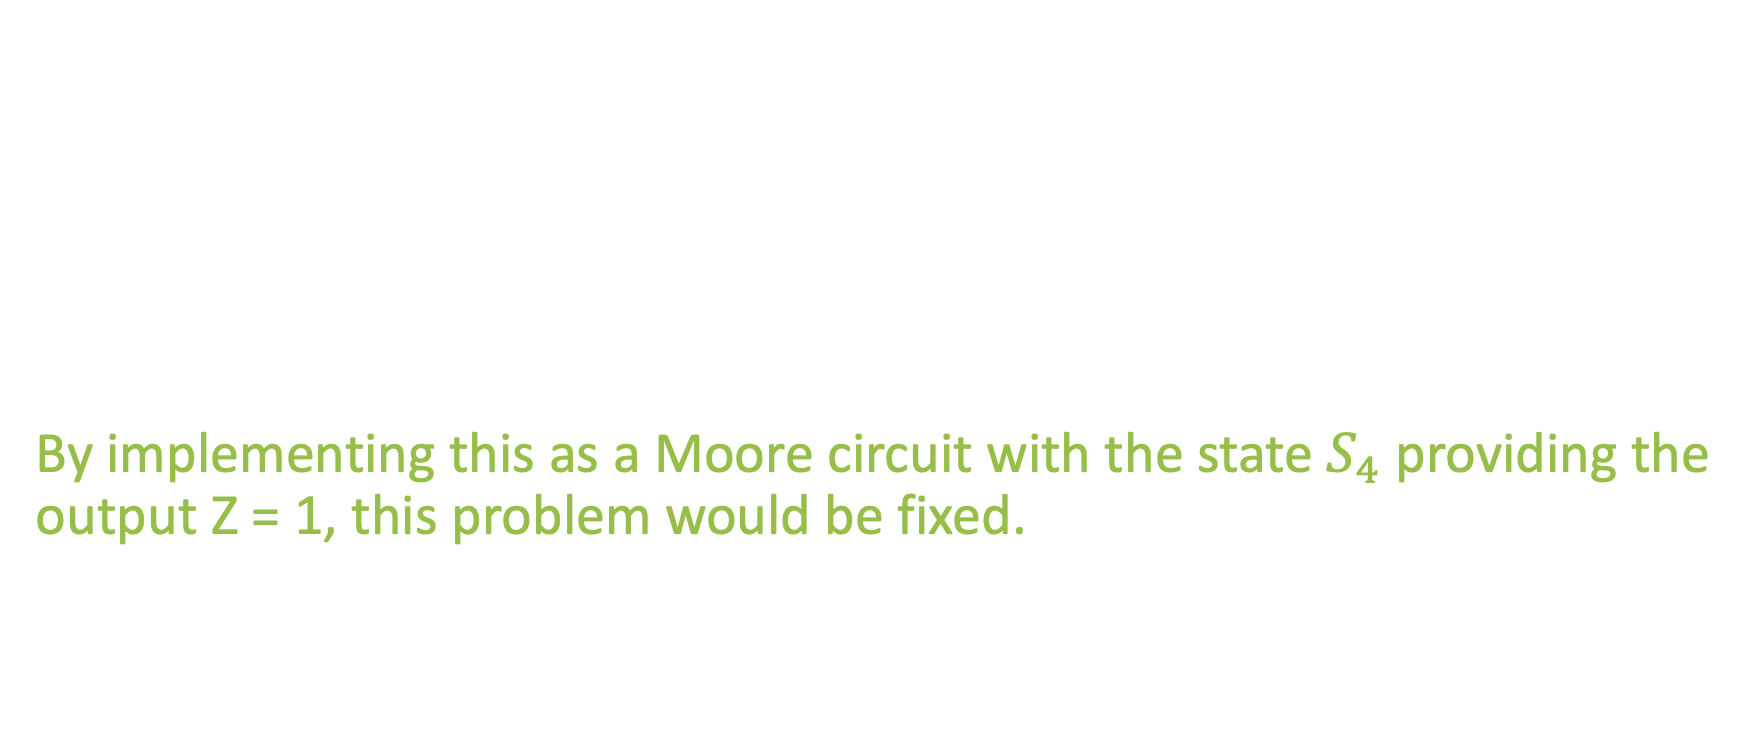 By implementing this as a Moore circuit with the state 𝑆₄ providing the
output Z = 1, this problem would be fixed.